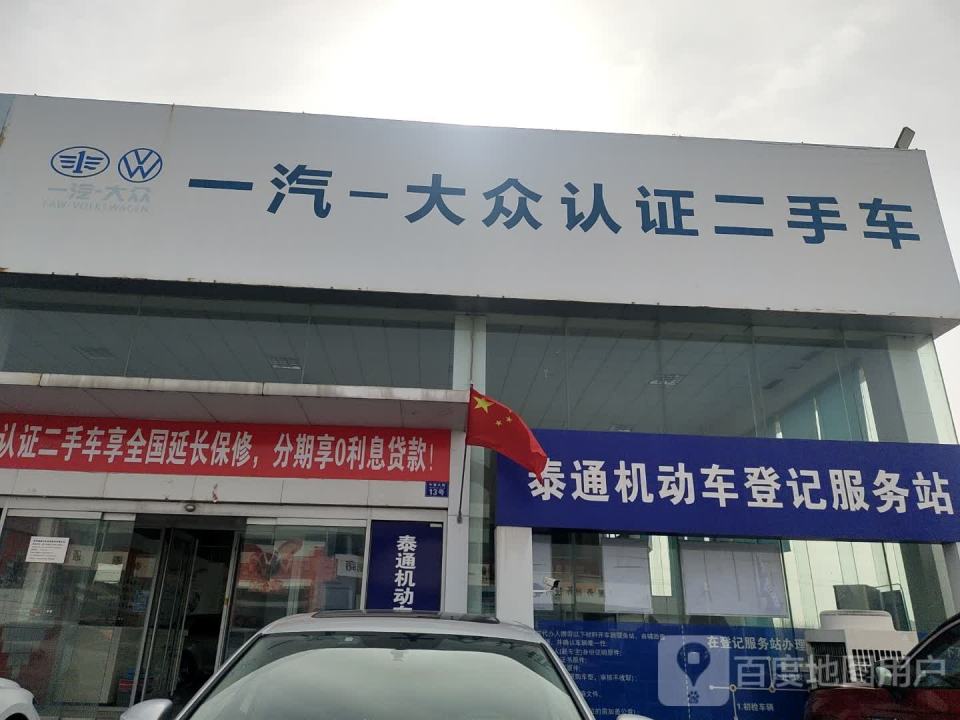 一汽-大众
FAW-VOLKSWAGEN
一汽-大众认证二手车
认证二手车享全国延长保修，分期享0利息贷款！
13号
泰通机动车登记服务站
泰通机动车
在登记服务站办理
1.初检车辆
百度地图用户